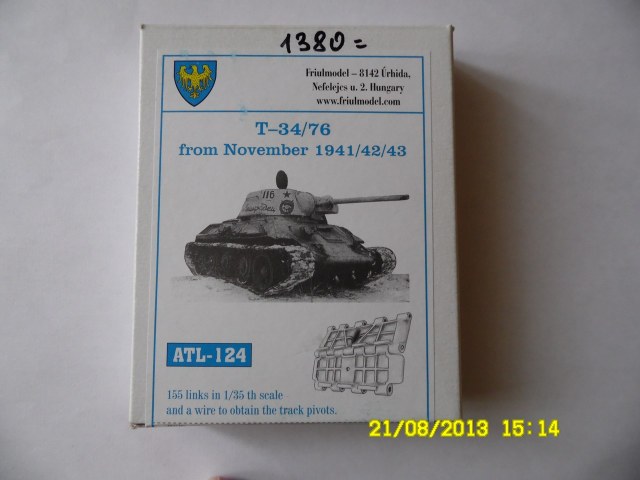 1380=
Friulmodel – 8142 Úrhida,
Nefelejcs u. 2. Hungary
www.friulmodel.com
T–34/76
from November 1941/42/43
116
ATL-124
155 links in 1/35 th scale
and a wire to obtain the track pivots.
21/08/2013 15:14